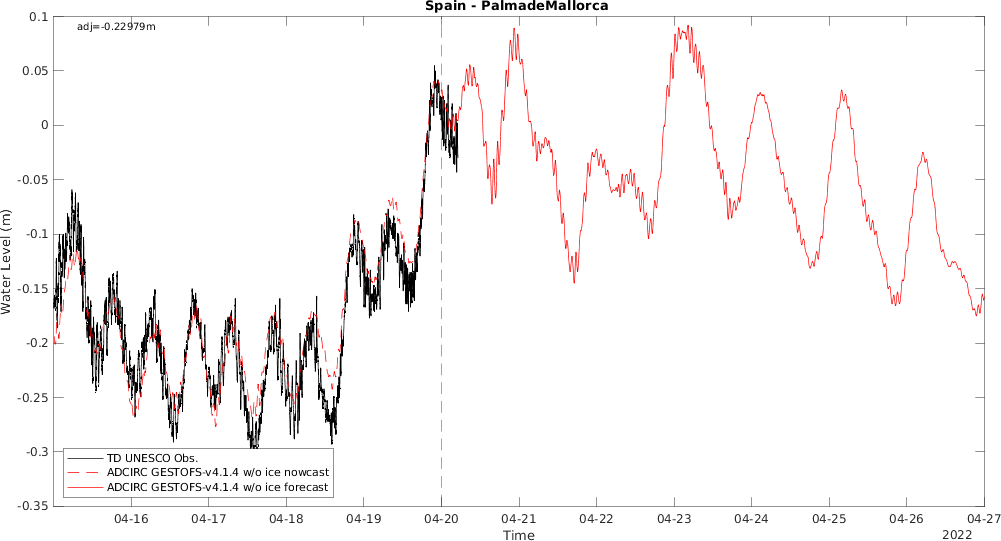 Spain - PalmadeMallorca
adj=-0.22979m
0.1
0.05
0
-0.05
-0.1
-0.15
-0.2
-0.25
-0.3
-0.35
Water Level (m)
TD UNESCO Obs.
ADCIRC GESTOFS-v4.1.4 w/o ice nowcast
ADCIRC GESTOFS-v4.1.4 w/o ice forecast
04-16 04-17 04-18 04-19 04-20 04-21 04-22 04-23 04-24 04-25 04-26 04-27
Time
2022